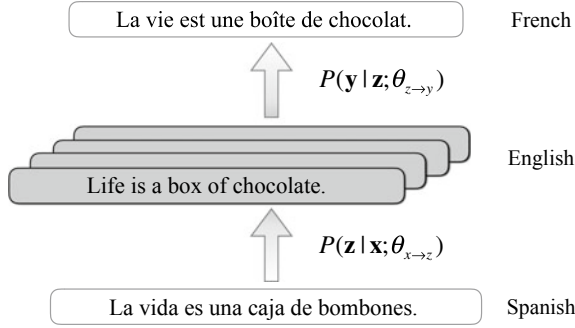 La vie est une boîte de chocolat. French
P(y | z; θz→y)
English
Life is a box of chocolate.
P(z | x; θx→z)
La vida es una caja de bombones. Spanish